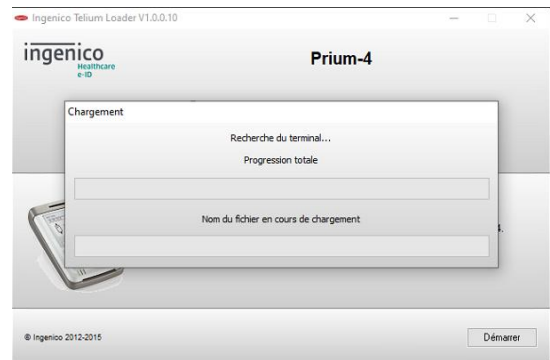 Ingenico Telium Loader V1.0.0.10
ingenico
Healthcare
e-ID
Prium-4
Chargement
Recherche du terminal...
Progression totale
Nom du fichier en cours de chargement
4.
© Ingenico 2012-2015
Démarrer